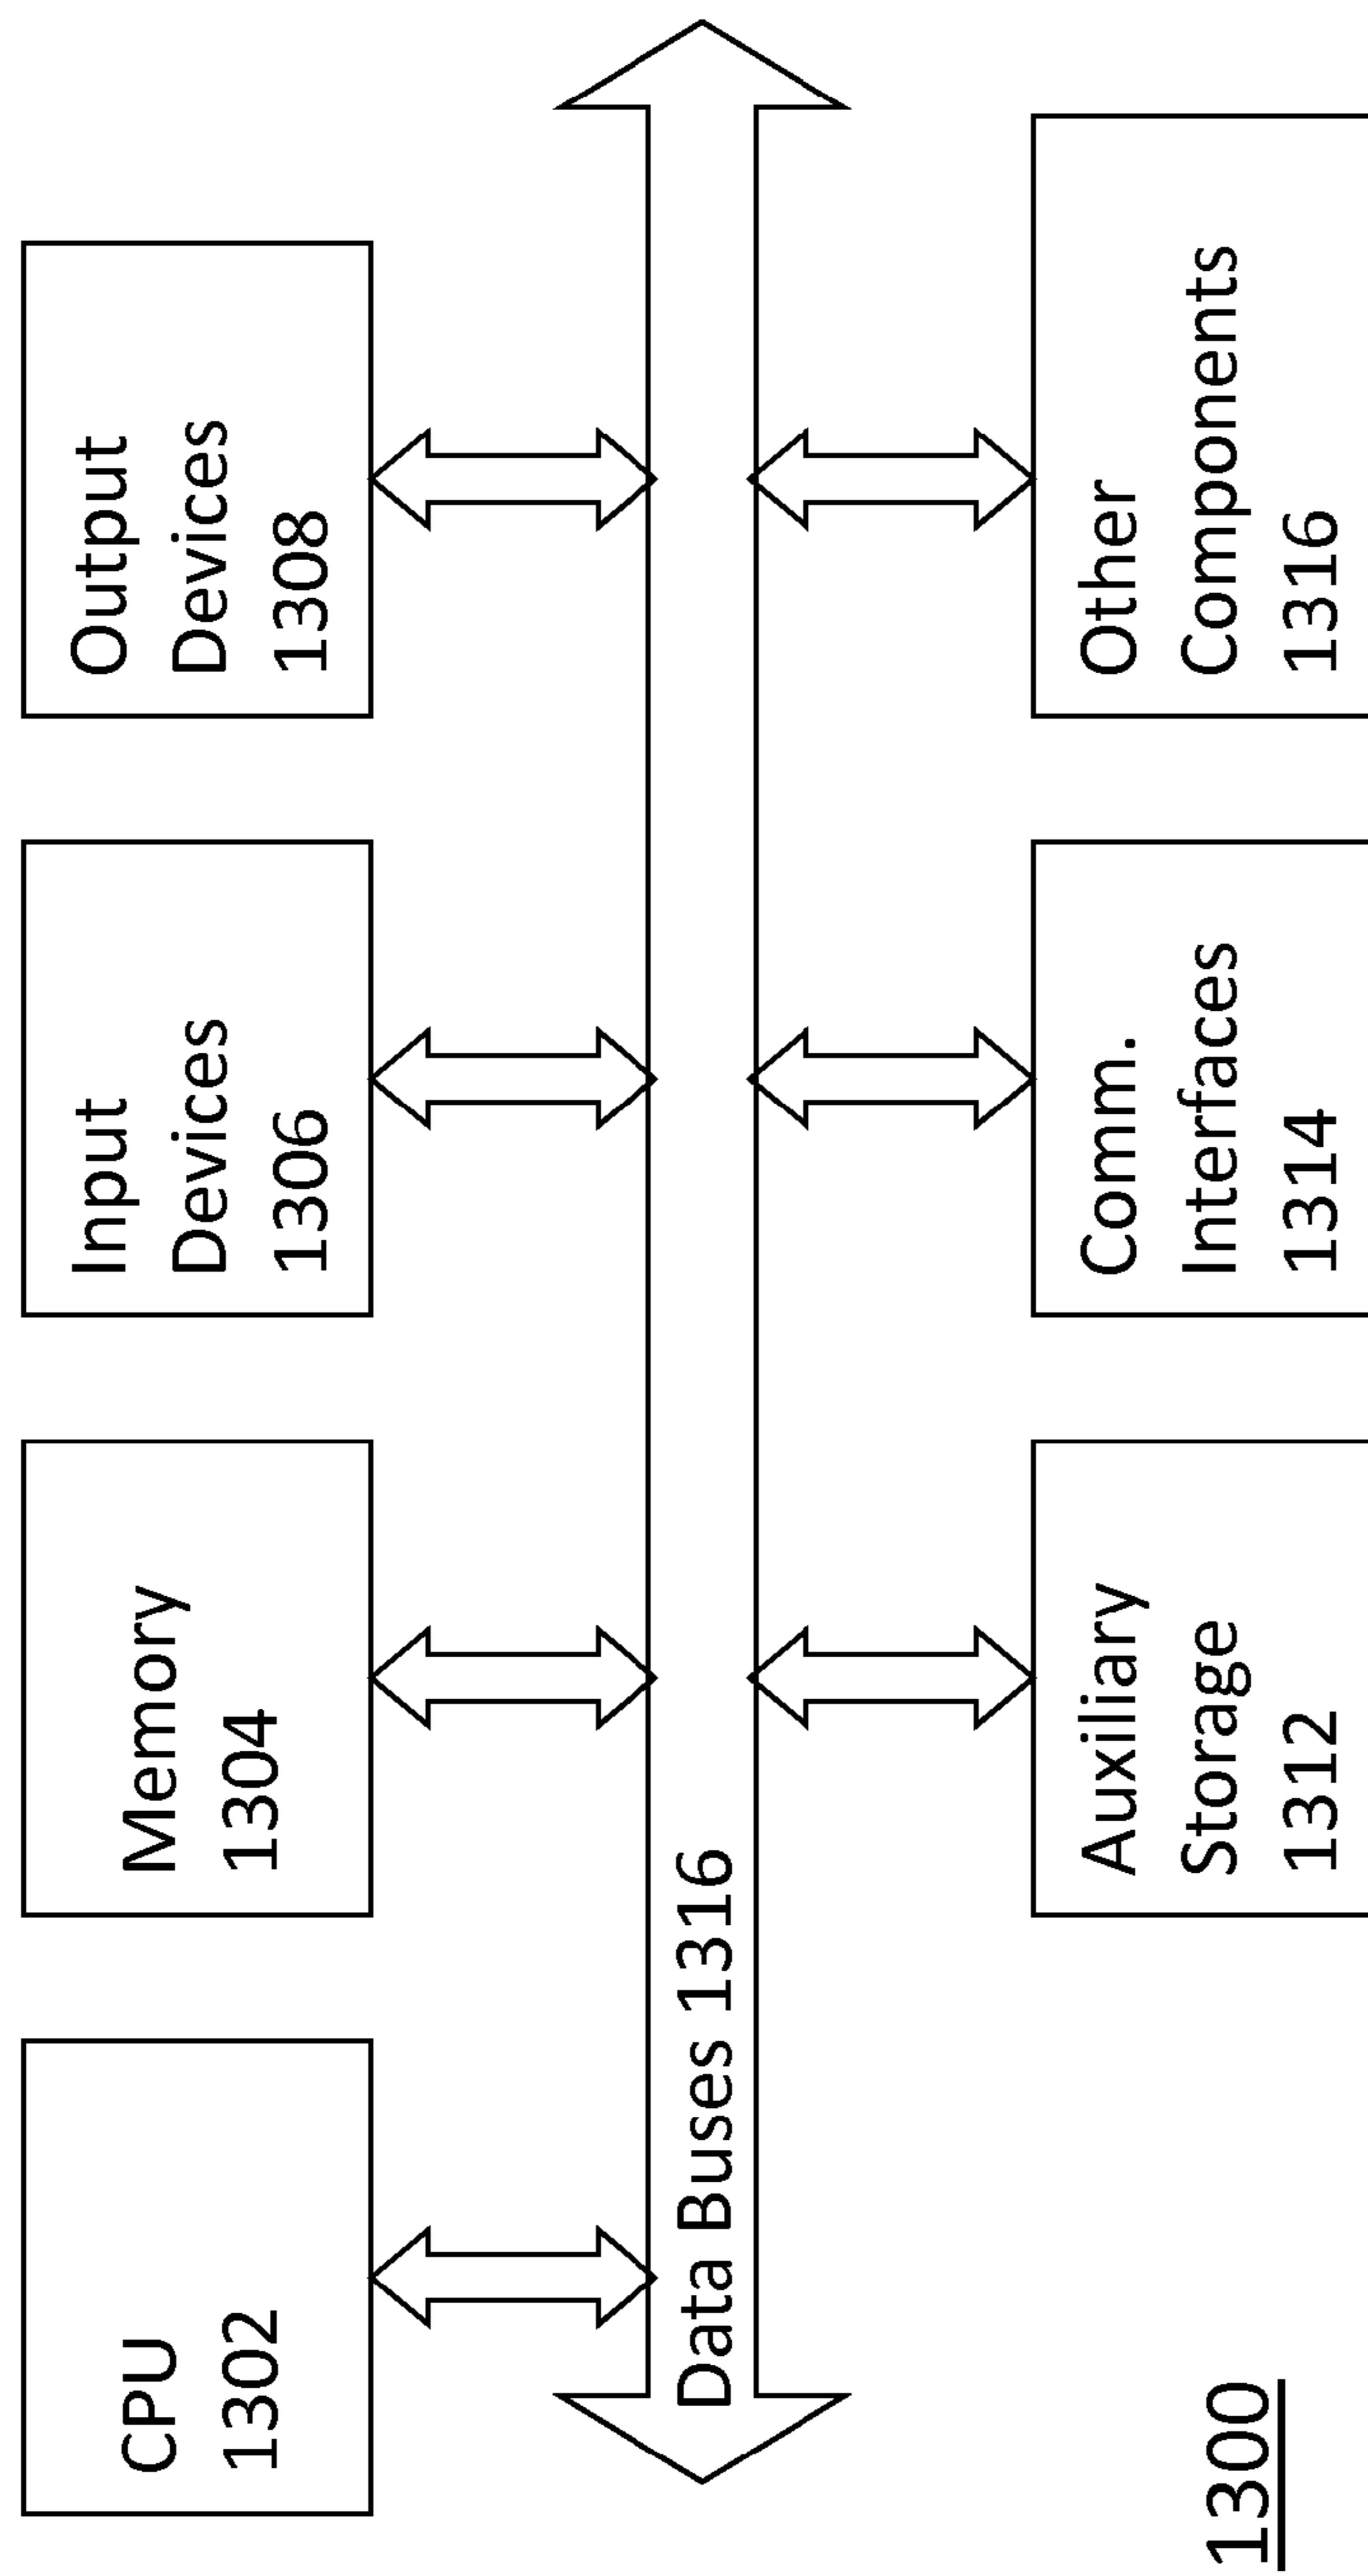 CPU
1302
Memory
1304
Input
Devices
1306
Output
Devices
1308
Data Buses 1316
Auxiliary
Storage
1312
Comm.
Interfaces
1314
Other
Components
1316
1300